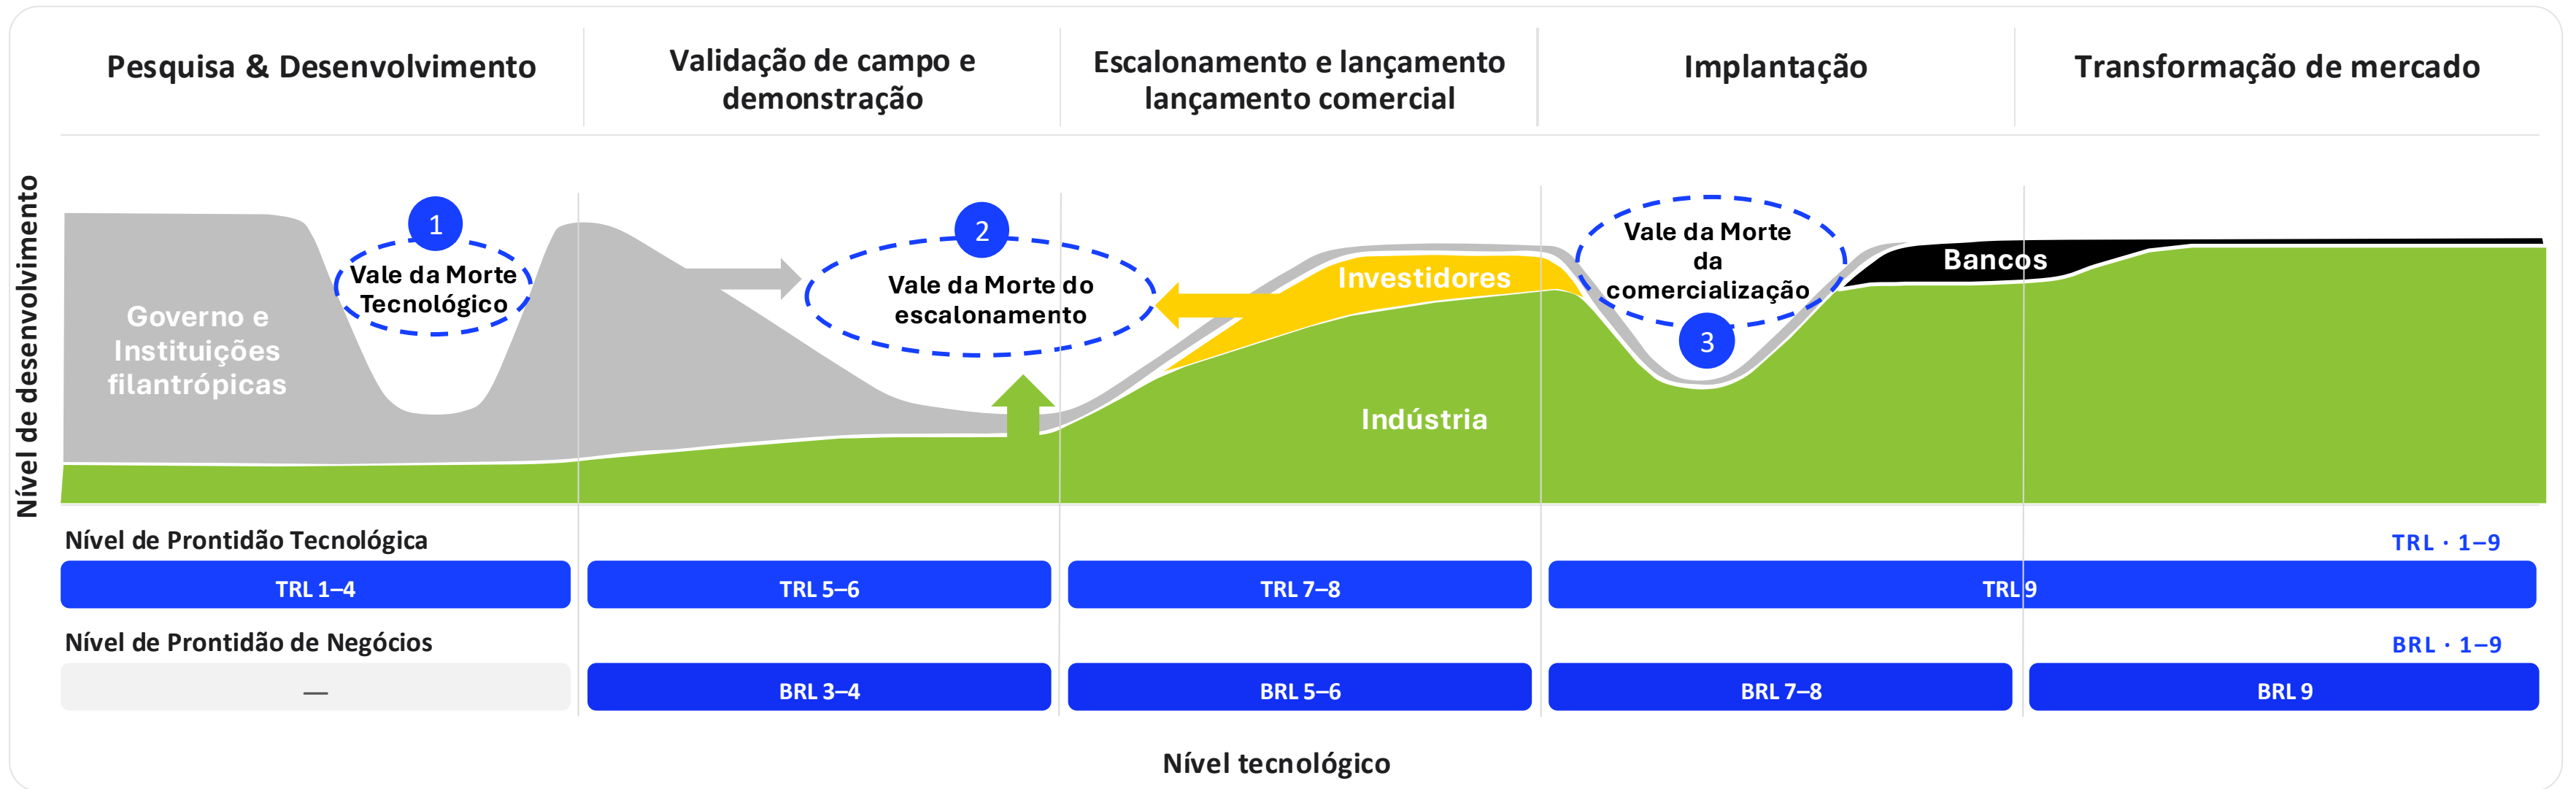 Pesquisa & Desenvolvimento
Validação de campo e
demonstração
Escalonamento e lançamento
lançamento comercial
Implantação
Transformação de mercado
Nível de desenvolvimento
Governo e
Instituições
filantrópicas
1
Vale da Morte
Tecnológico
2
Vale da Morte do
escalonamento
Investidores
Indústria
Vale da Morte
da
comercialização
3
Bancos
Nível de Prontidão Tecnológica
TRL · 1–9
TRL 1–4
TRL 5–6
TRL 7–8
TRL 9
Nível de Prontidão de Negócios
BRL · 1–9
—
BRL 3–4
BRL 5–6
BRL 7–8
BRL 9
Nível tecnológico